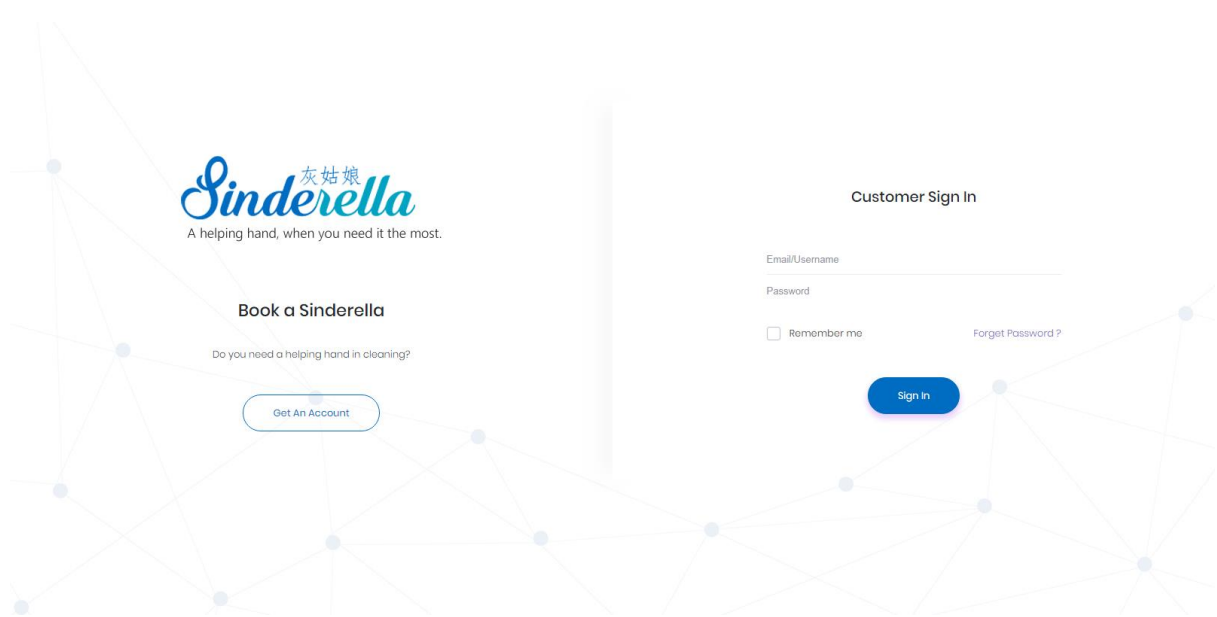 Sinderella
灰姑娘
A helping hand, when you need it the most.
Book a Sinderella
Do you need a helping hand in cleaning?
Get An Account
Customer Sign In
Email/Username
Password
Remember me
Forget Password ?
Sign In